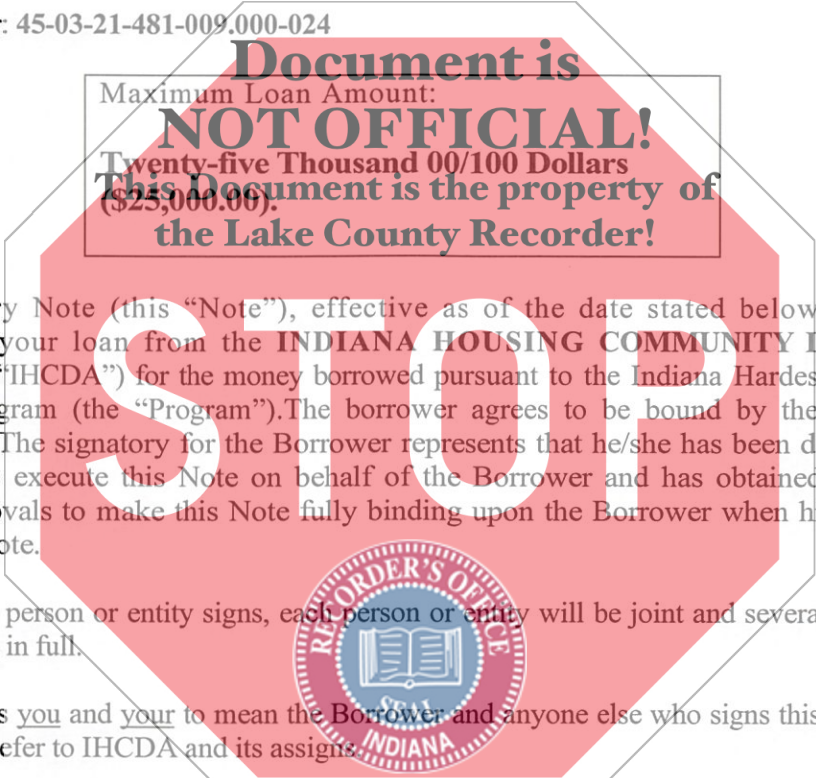 : 45-03-21-481-009.000-024
Document is
Maximum Loan Amount:
NOT OFFICIAL!
Twenty-five Thousand 00/100 Dollars
This Document is the property of
($25,000.00).
the Lake County Recorder!
ry Note (this “Note”), effective as of the date stated below
your loan from the INDIANA HOUSING COMMUNITY
“IHCDA”) for the money borrowed pursuant to the Indiana Hardes
gram (the “Program”).The borrower agrees to be bound by the
The signatory for the Borrower represents that he/she has been d
execute this Note on behalf of the Borrower and has obtained
vals to make this Note fully binding upon the Borrower when h
ote.
STOP
person or entity signs, each person or entity will be joint and severa
in full.
s you and your to mean the Borrower and anyone else who signs this
efer to IHCDA and its assigns.
RECORDER'S OFFICE
SEAL
INDIANA